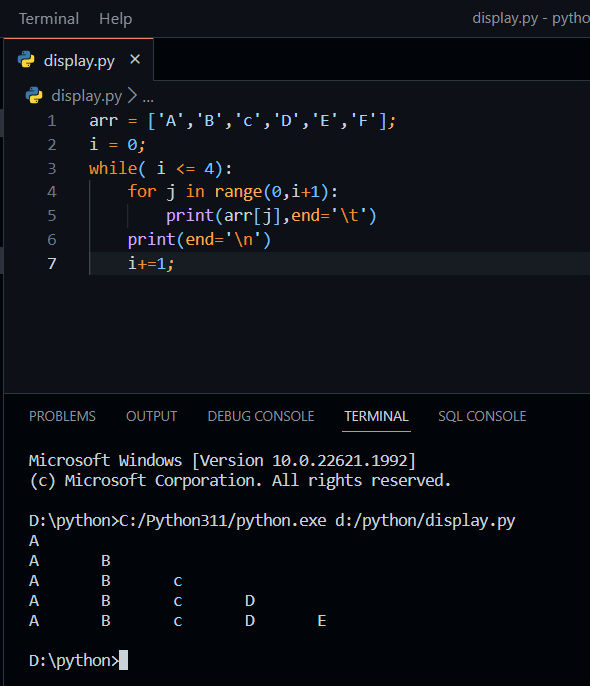 Terminal Help display.py - pytho
display.py ×
display.py > ...
1 arr = ['A','B','c','D','E','F'];
2 i = 0;
3 while( i <= 4):
4     for j in range(0,i+1):
5         print(arr[j],end='\t')
6     print(end='\n')
7     i+=1;
PROBLEMS OUTPUT DEBUG CONSOLE TERMINAL SQL CONSOLE
Microsoft Windows [Version 10.0.22621.1992]
(c) Microsoft Corporation. All rights reserved.
D:\python>C:/Python311/python.exe d:/python/display.py
A
A B
A B c
A B c D
A B c D E
D:\python>